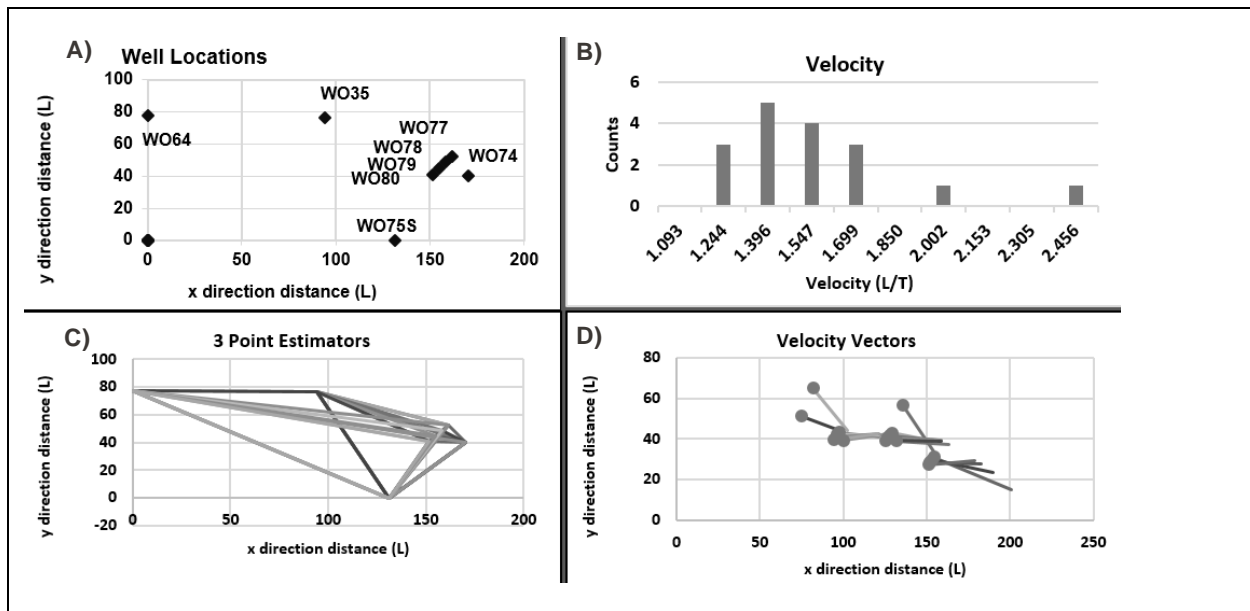 A)
Well Locations
y direction distance (L)
100
80
60
40
20
0
WO35
WO64
WO77
WO78
WO79
WO80
WO74
WO75S
0
50
100
150
200
x direction distance (L)
B)
Velocity
Counts
6
4
2
0
1.093
1.244
1.396
1.547
1.699
1.850
2.002
2.153
2.305
2.456
Velocity (L/T)
C)
3 Point Estimators
y direction distance (L)
100
80
60
40
20
0
-20
0
50
100
150
200
x direction distance (L)
D)
Velocity Vectors
y direction distance (L)
80
60
40
20
0
0
50
100
150
200
250
x direction distance (L)